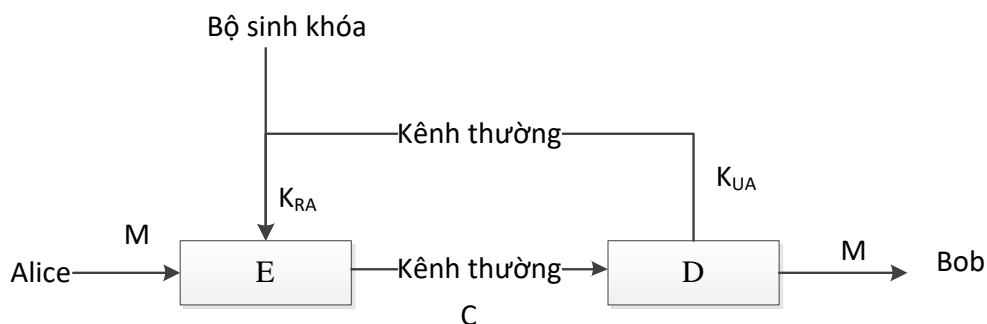 Bộ sinh khóa
Kênh thường
K_UA
K_RA
M
Alice
E
Kênh thường
D
M
Bob
C